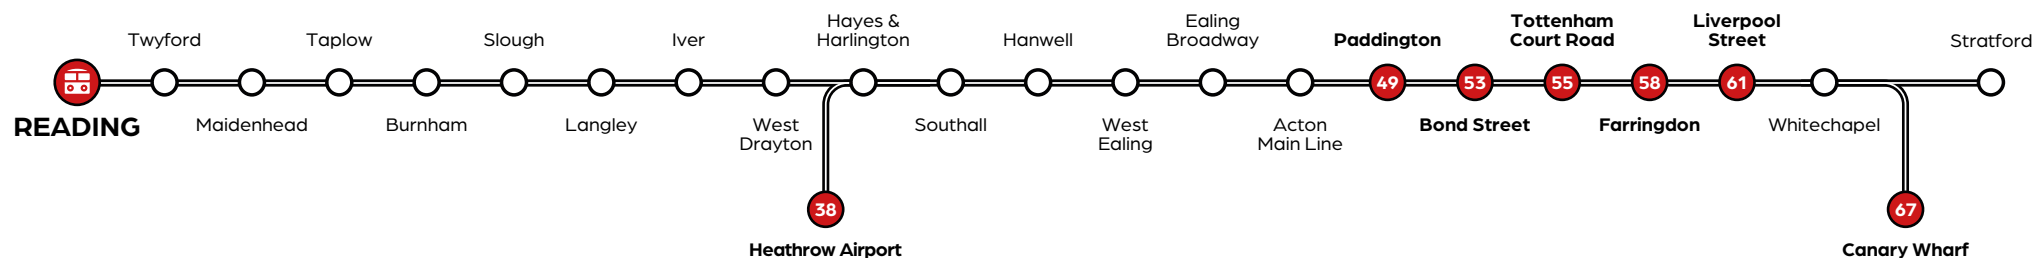 Twyford
Taplow
Slough
Iver
Hayes &
Harlington
Hanwell
Ealing
Broadway
Paddington
Tottenham
Court Road
Liverpool
Street
Stratford
49
53
55
58
61
READING
Maidenhead
Burnham
Langley
West
Drayton
Southall
West
Ealing
Acton
Main Line
Bond Street
Farringdon
Whitechapel
38
67
Heathrow Airport
Canary Wharf